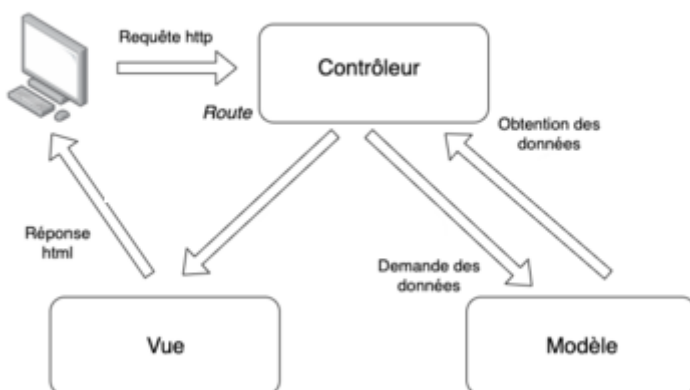 Requête http
Contrôleur
Route
Obtention des
données
Réponse
html
Demande des
données
Vue
Modèle